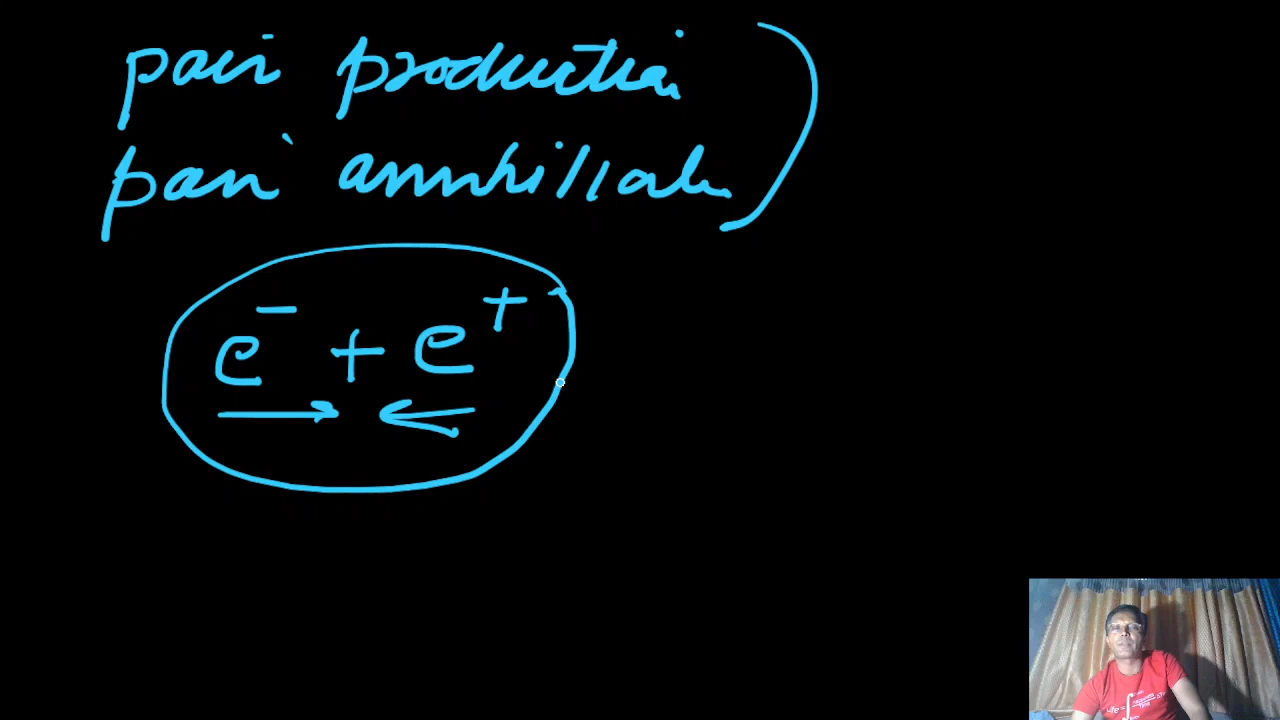 pair production
pair annihilation
e⁻ + e⁺